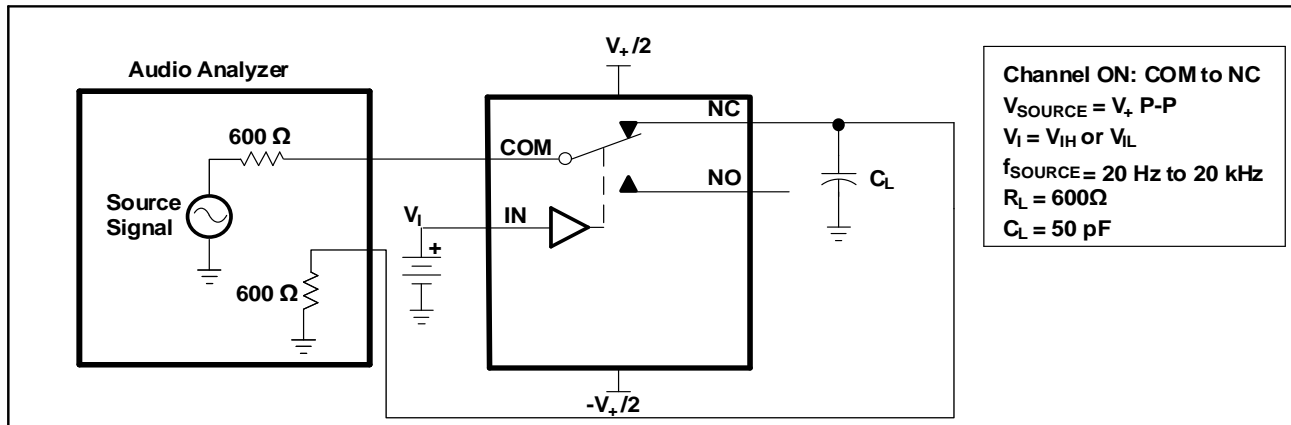 V+/2
Audio Analyzer
600 Ω
COM
NC
NO
Source
Signal
VI
IN
+
CL
600 Ω
-V+/2
Channel ON: COM to NC
VSOURCE = V+ P-P
VI = VIH or VIL
fSOURCE = 20 Hz to 20 kHz
RL = 600Ω
CL = 50 pF